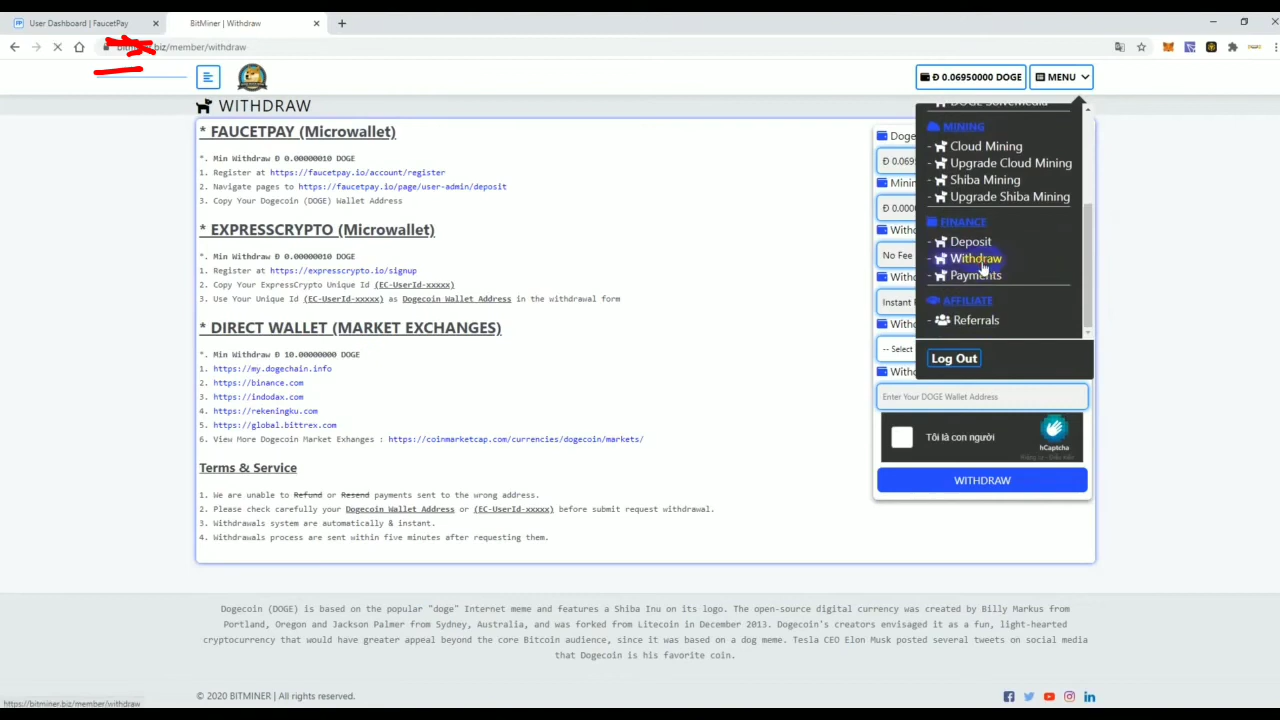 User Dashboard | FaucetPay
BitMiner | Withdraw
bitminer.biz/member/withdraw
Ð 0.06950000 DOGE
MENU
WITHDRAW
* FAUCETPAY (Microwallet)
*. Min Withdraw Ð 0.00000010 DOGE
1. Register at https://faucetpay.io/account/register
2. Navigate pages to https://faucetpay.io/page/user-admin/deposit
3. Copy Your Dogecoin (DOGE) Wallet Address
* EXPRESSCRYPTO (Microwallet)
*. Min Withdraw Ð 0.00000010 DOGE
1. Register at https://expresscrypto.io/signup
2. Copy Your ExpressCrypto Unique Id (EC-UserId-xxxxx)
3. Use Your Unique Id (EC-UserId-xxxxx) as Dogecoin Wallet Address in the withdrawal form
* DIRECT WALLET (MARKET EXCHANGES)
*. Min Withdraw Ð 10.00000000 DOGE
1. https://my.dogechain.info
2. https://binance.com
3. https://indodax.com
4. https://rekeningku.com
5. https://global.bittrex.com
6. View More Dogecoin Market Exhanges : https://coinmarketcap.com/currencies/dogecoin/markets/
Terms & Service
1. We are unable to Refund or Resend payments sent to the wrong address.
2. Please check carefully your Dogecoin Wallet Address or (EC-UserId-xxxxx) before submit request withdrawal.
3. Withdrawals system are automatically & instant.
4. Withdrawals process are sent within five minutes after requesting them.
Doge
Ð 0.069
Minin
Ð 0.000
Withd
No Fee
Withd
Instant
Withd
-- Select
Withd
Enter Your DOGE Wallet Address
Tôi là con người
hCaptcha
WITHDRAW
- DOGE SolveMedia
MINING
- Cloud Mining
- Upgrade Cloud Mining
- Shiba Mining
- Upgrade Shiba Mining
FINANCE
- Deposit
- Withdraw
- Payments
AFFILIATE
- Referrals
Log Out
Dogecoin (DOGE) is based on the popular "doge" Internet meme and features a Shiba Inu on its logo. The open-source digital currency was created by Billy Markus from
Portland, Oregon and Jackson Palmer from Sydney, Australia, and was forked from Litecoin in December 2013. Dogecoin's creators envisaged it as a fun, light-hearted
cryptocurrency that would have greater appeal beyond the core Bitcoin audience, since it was based on a dog meme. Tesla CEO Elon Musk posted several tweets on social media
that Dogecoin is his favorite coin.
© 2020 BITMINER | All rights reserved.
https://bitminer.biz/member/withdraw